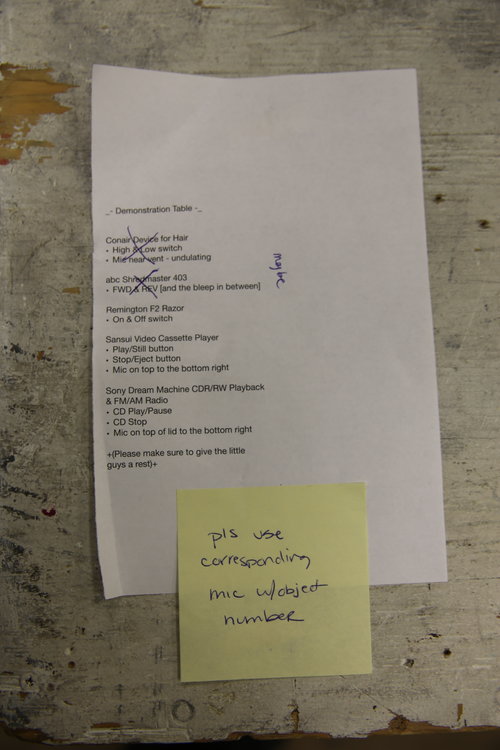 _- Demonstration Table -_
Conair Device for Hair
• High & Low switch
• Mic near vent - undulating
maybe
abc Shredmaster 403
• FWD & REV [and the bleep in between]
Remington F2 Razor
• On & Off switch
Sansui Video Cassette Player
• Play/Still button
• Stop/Eject button
• Mic on top to the bottom right
Sony Dream Machine CDR/RW Playback
& FM/AM Radio
• CD Play/Pause
• CD Stop
• Mic on top of lid to the bottom right
+(Please make sure to give the little
guys a rest)+
pls use
corresponding
mic w/object
number